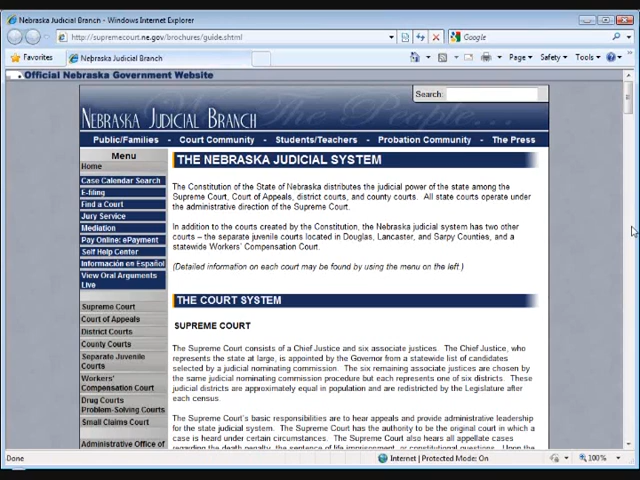 Nebraska Judicial Branch - Windows Internet Explorer
http://supremecourt.ne.gov/brochures/guide.shtml
Google
Favorites
Nebraska Judicial Branch
Page
Safety
Tools
Official Nebraska Government Website
Search:
NEBRASKA JUDICIAL BRANCH
Public/Families - Court Community - Students/Teachers - Probation Community - The Press
Menu
Home
Case Calendar Search
E-filing
Find a Court
Jury Service
Mediation
Pay Online: ePayment
Self Help Center
Información en Español
View Oral Arguments
Live
Supreme Court
Court of Appeals
District Courts
County Courts
Separate Juvenile
Courts
Workers'
Compensation Court
Drug Courts
Problem-Solving Courts
Small Claims Court
Administrative Office of
THE NEBRASKA JUDICIAL SYSTEM
The Constitution of the State of Nebraska distributes the judicial power of the state among the
Supreme Court, Court of Appeals, district courts, and county courts. All state courts operate under
the administrative direction of the Supreme Court.
In addition to the courts created by the Constitution, the Nebraska judicial system has two other
courts – the separate juvenile courts located in Douglas, Lancaster, and Sarpy Counties, and a
statewide Workers' Compensation Court.
(Detailed information on each court may be found by using the menu on the left )
THE COURT SYSTEM
SUPREME COURT
The Supreme Court consists of a Chief Justice and six associate justices. The Chief Justice, who
represents the state at large, is appointed by the Governor from a statewide list of candidates
selected by a judicial nominating commission. The six remaining associate justices are chosen by
the same judicial nominating commission procedure but each represents one of six districts. These
judicial districts are approximately equal in population and are redistricted by the Legislature after
each census.
The Supreme Court's basic responsibilities are to hear appeals and provide administrative leadership
for the state judicial system. The Supreme Court has the authority to be the original court in which a
case is heard under certain circumstances. The Supreme Court also hears all appellate cases
regarding the death penalty, the sentence of life imprisonment, or constitutional questions. Upon the
Done
Internet | Protected Mode: On
100%